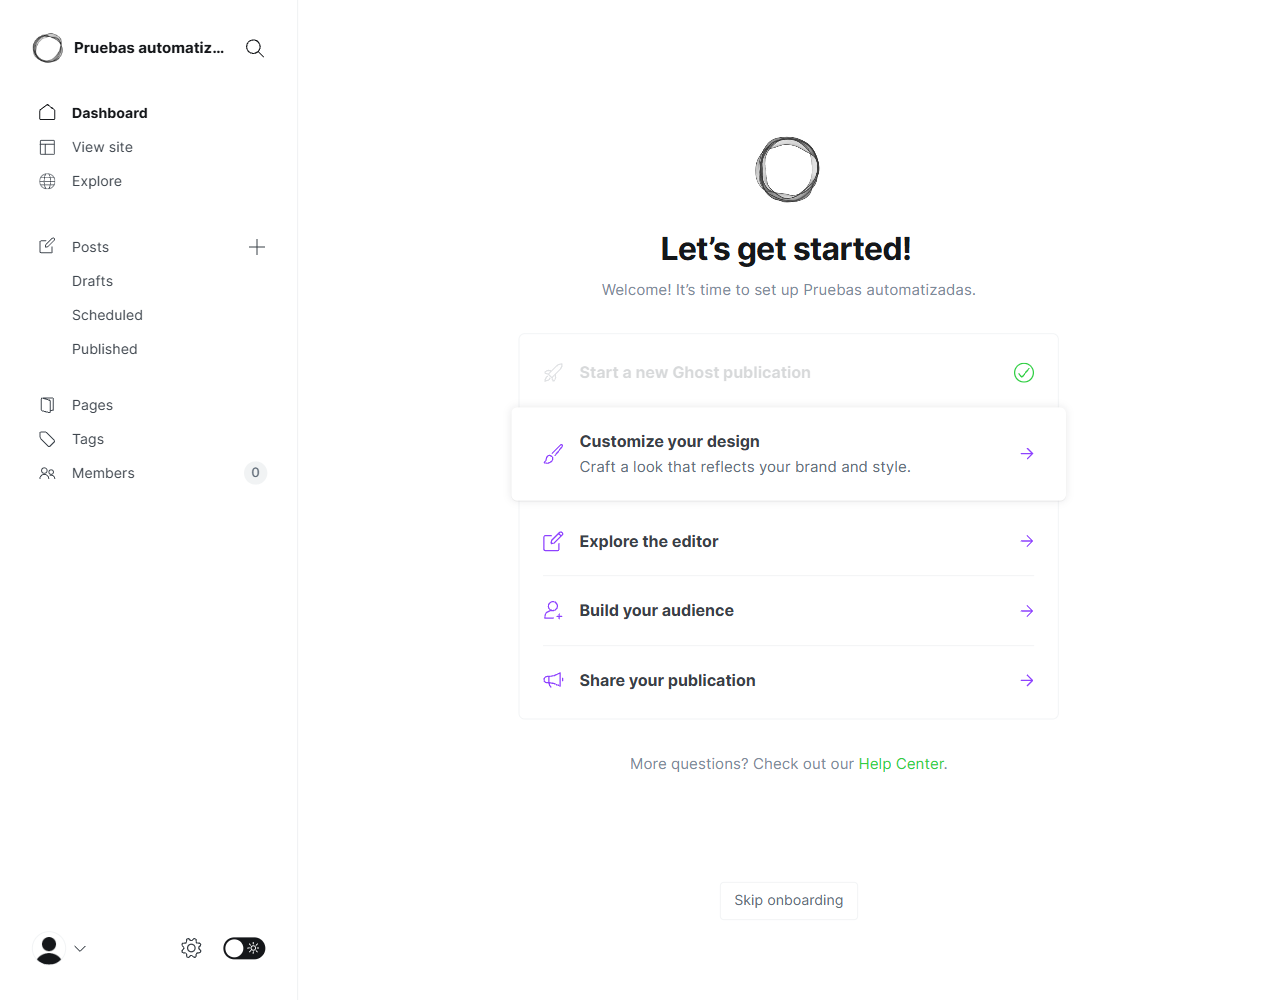 Pruebas automatiz...
Dashboard
View site
Explore
Posts
Drafts
Scheduled
Published
Pages
Tags
Members 0
Let's get started!
Welcome! It's time to set up Pruebas automatizadas.
Start a new Ghost publication
Customize your design
Craft a look that reflects your brand and style.
Explore the editor
Build your audience
Share your publication
More questions? Check out our Help Center.
Skip onboarding